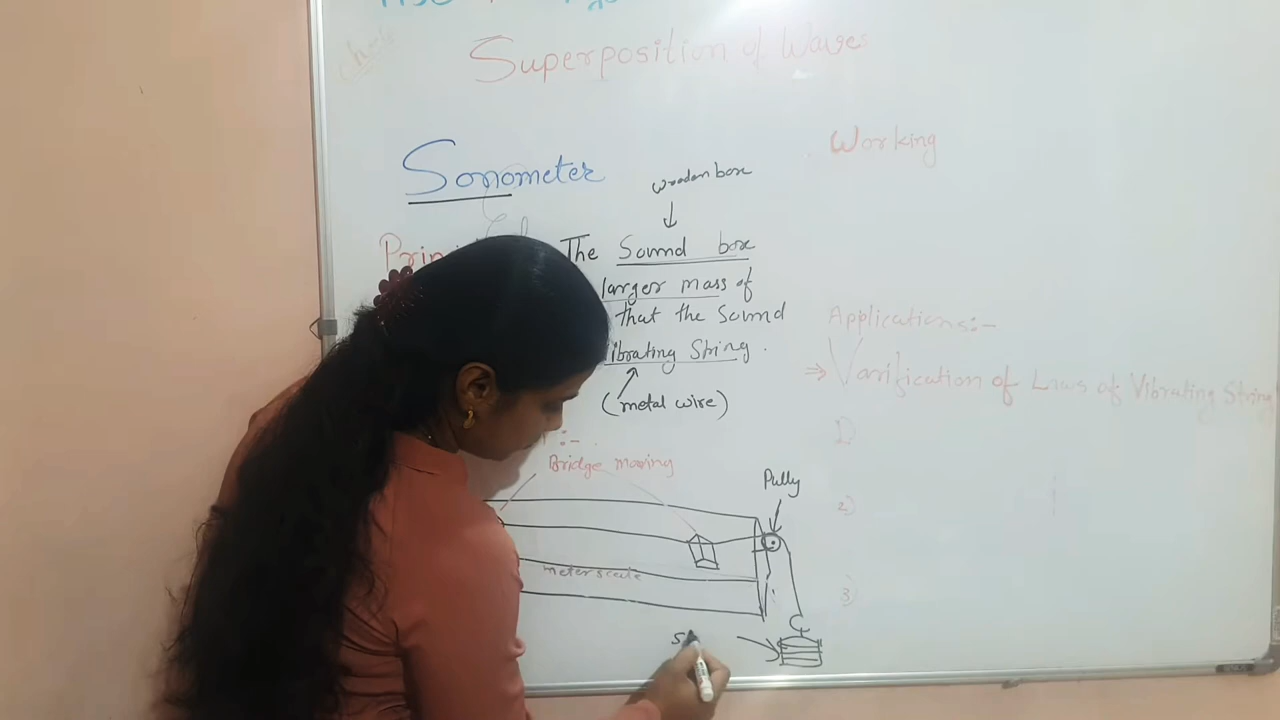 HSC
Superposition of Waves
Sonometer
wooden box
The Sound box
larger mass of
that the Sound
Vibrating String.
(metal wire)
Bridge moving
Pully
meter scale
S
Working
Applications:-
⇒ Varification of Laws of Vibrating String
1)
2)
3)